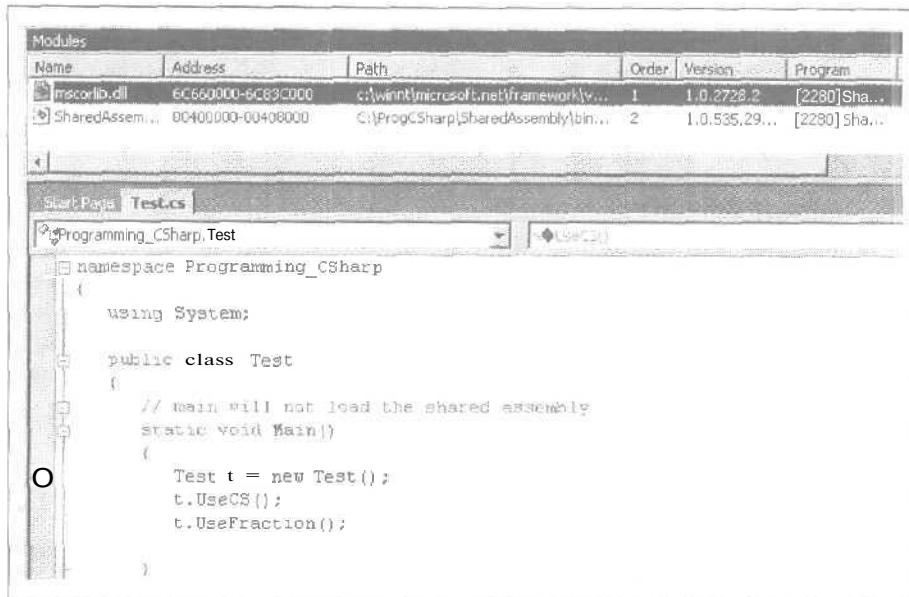 Modules
Name Address Path Order Version Program
mscorlib.dll 6C660000-6C83C000 c:\winnt\microsoft.net\framework\v... 1 1.0.2728.2 [2280]Sha...
SharedAssem... 00400000-00408000 C:\ProgCSharp\SharedAssembly\bin... 2 1.0.535.29... [2280] Sha...
Start Page Test.cs
Programming_CSharp.Test UseCS()
namespace Programming_CSharp
{
using System;
public class Test
{
// main will not load the shared assembly
static void Main()
{
Test t = new Test();
t.UseCS();
t.UseFraction();
}